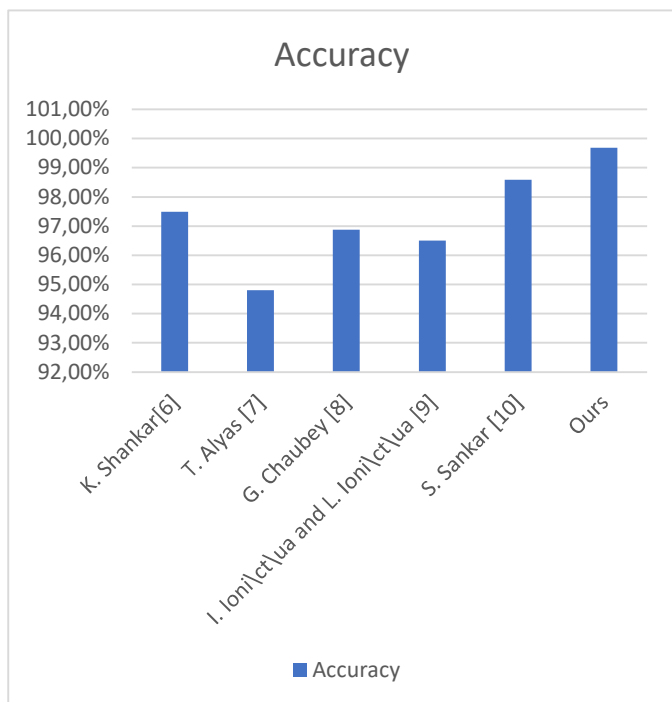 Accuracy
101,00%
100,00%
99,00%
98,00%
97,00%
96,00%
95,00%
94,00%
93,00%
92,00%
K. Shankar[6]
T. Alyas [7]
G. Chaubey [8]
I. Ioni\ct\ua and L. Ioni\ct\ua [9]
S. Sankar [10]
Ours
Accuracy